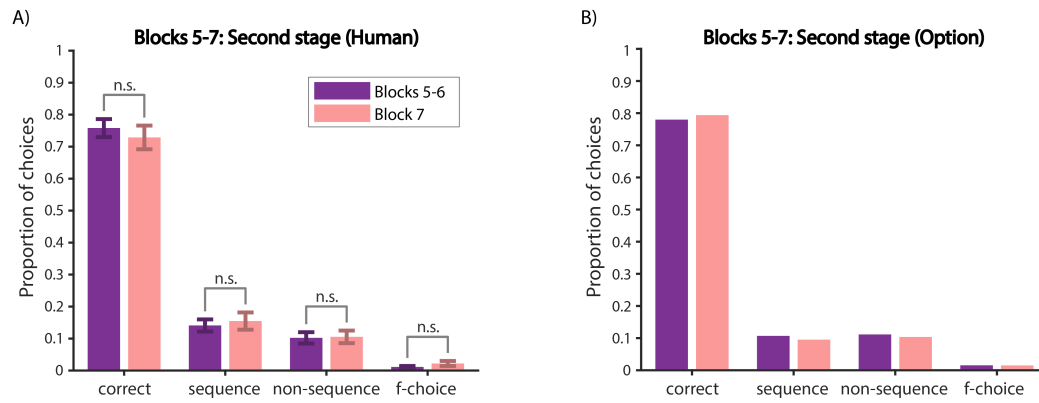 A)
Blocks 5-7: Second stage (Human)
Proportion of choices
1
0.9
0.8
0.7
0.6
0.5
0.4
0.3
0.2
0.1
0
n.s.
n.s.
n.s.
n.s.
Blocks 5-6
Block 7
correct
sequence
non-sequence
f-choice
B)
Blocks 5-7: Second stage (Option)
Proportion of choices
1
0.9
0.8
0.7
0.6
0.5
0.4
0.3
0.2
0.1
0
correct
sequence
non-sequence
f-choice